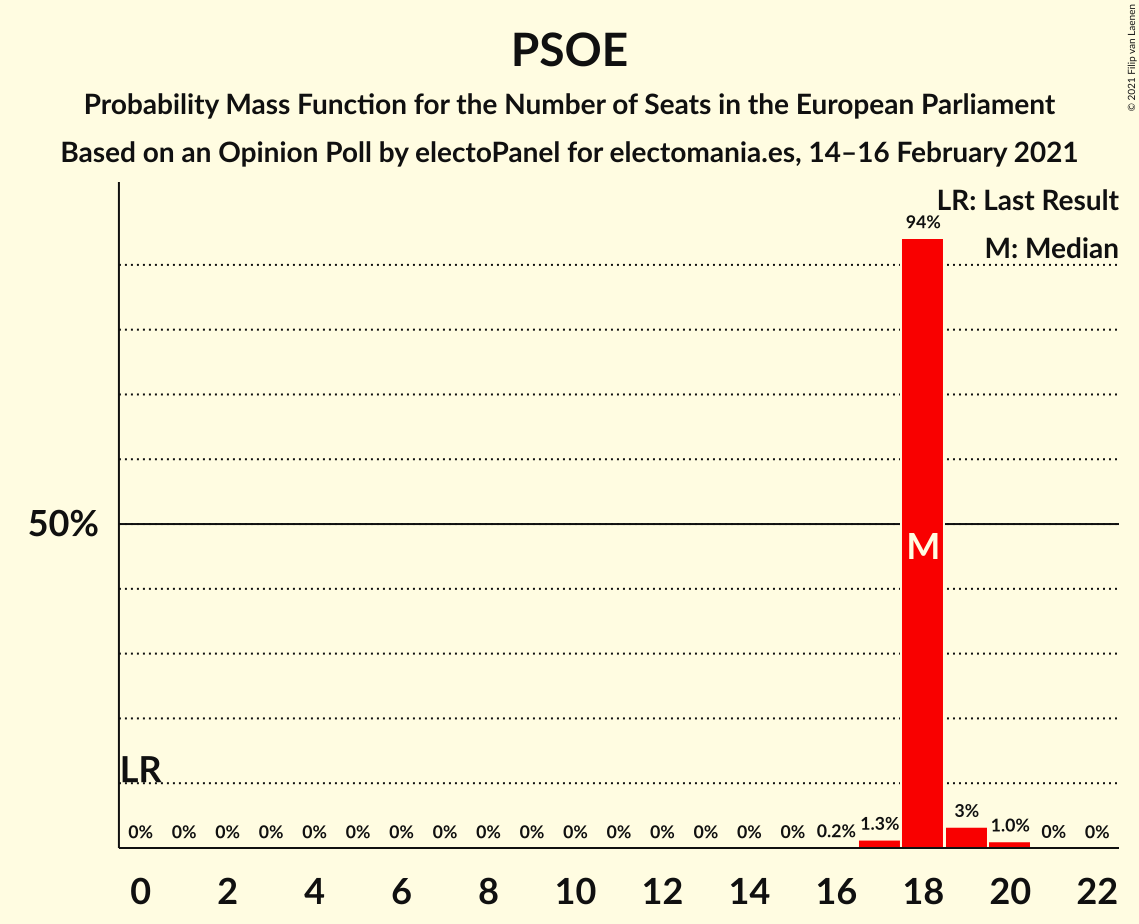 PSOE
Probability Mass Function for the Number of Seats in the European Parliament
Based on an Opinion Poll by electoPanel for electomania.es, 14–16 February 2021
© 2021 Filip van Laenen
LR: Last Result
M: Median
94%
50%
M
LR
0% 0% 0% 0% 0% 0% 0% 0% 0% 0% 0% 0% 0% 0% 0% 0% 0.2% 1.3% 3% 1.0% 0% 0%
0 2 4 6 8 10 12 14 16 18 20 22